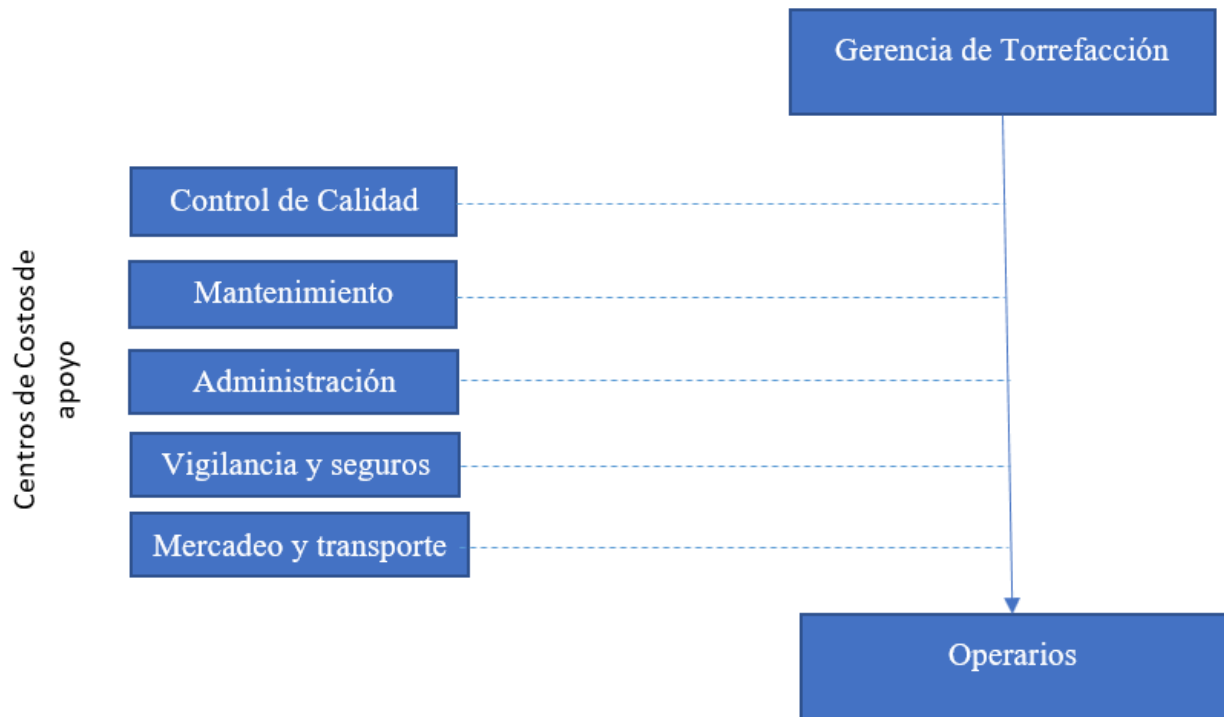 Gerencia de Torrefacción
Centros de Costos de
apoyo
Control de Calidad
Mantenimiento
Administración
Vigilancia y seguros
Mercadeo y transporte
Operarios